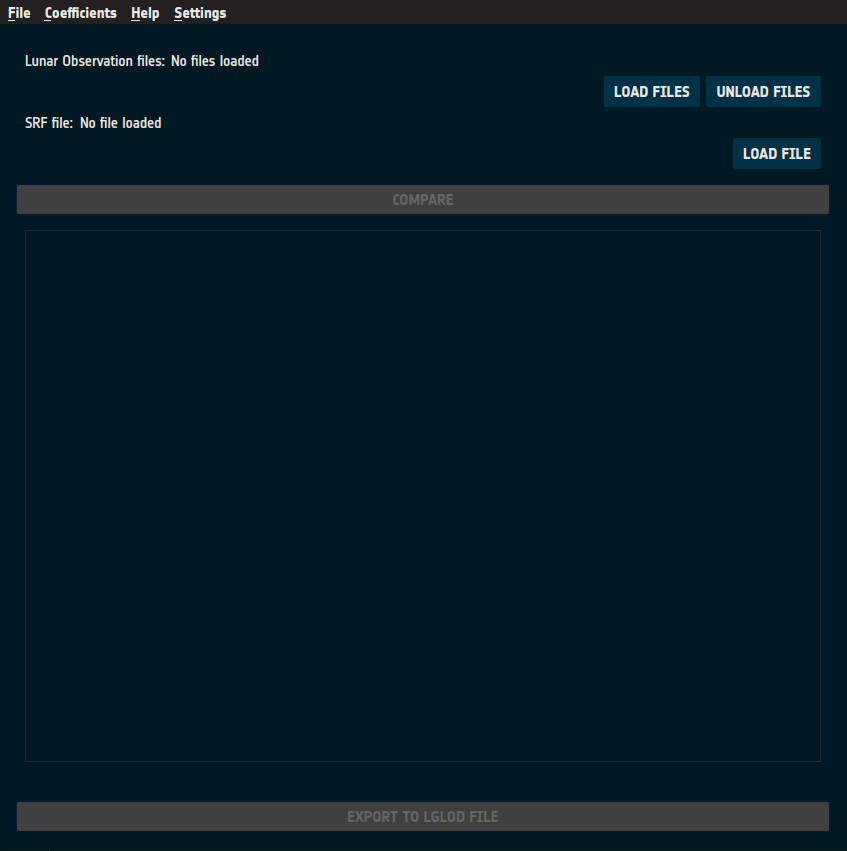 File Coefficients Help Settings
Lunar Observation files: No files loaded
LOAD FILES UNLOAD FILES
SRF file: No file loaded
LOAD FILE
COMPARE
EXPORT TO LGLOD FILE